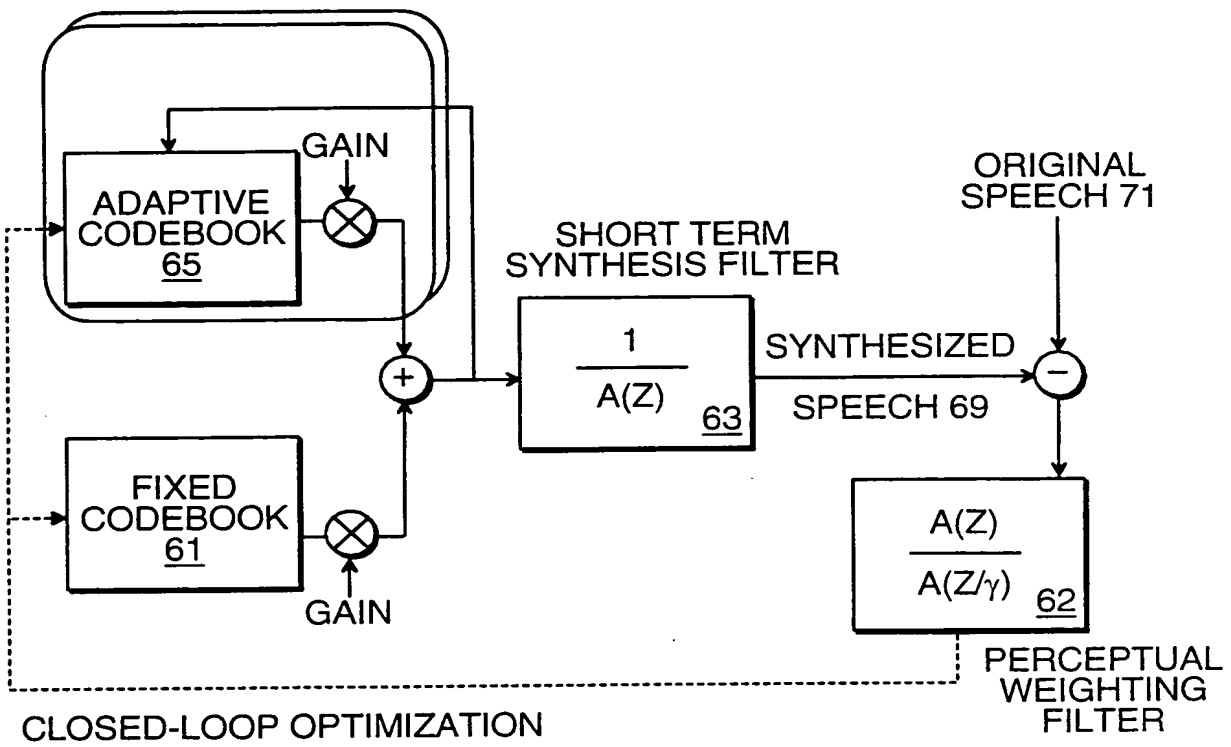 GAIN
ADAPTIVE
CODEBOOK
65
ORIGINAL
SPEECH 71
SHORT TERM
SYNTHESIS FILTER
1
A(Z)
63
SYNTHESIZED
SPEECH 69
+
−
FIXED
CODEBOOK
61
GAIN
A(Z)
A(Z/γ)
62
PERCEPTUAL
WEIGHTING
FILTER
CLOSED-LOOP OPTIMIZATION